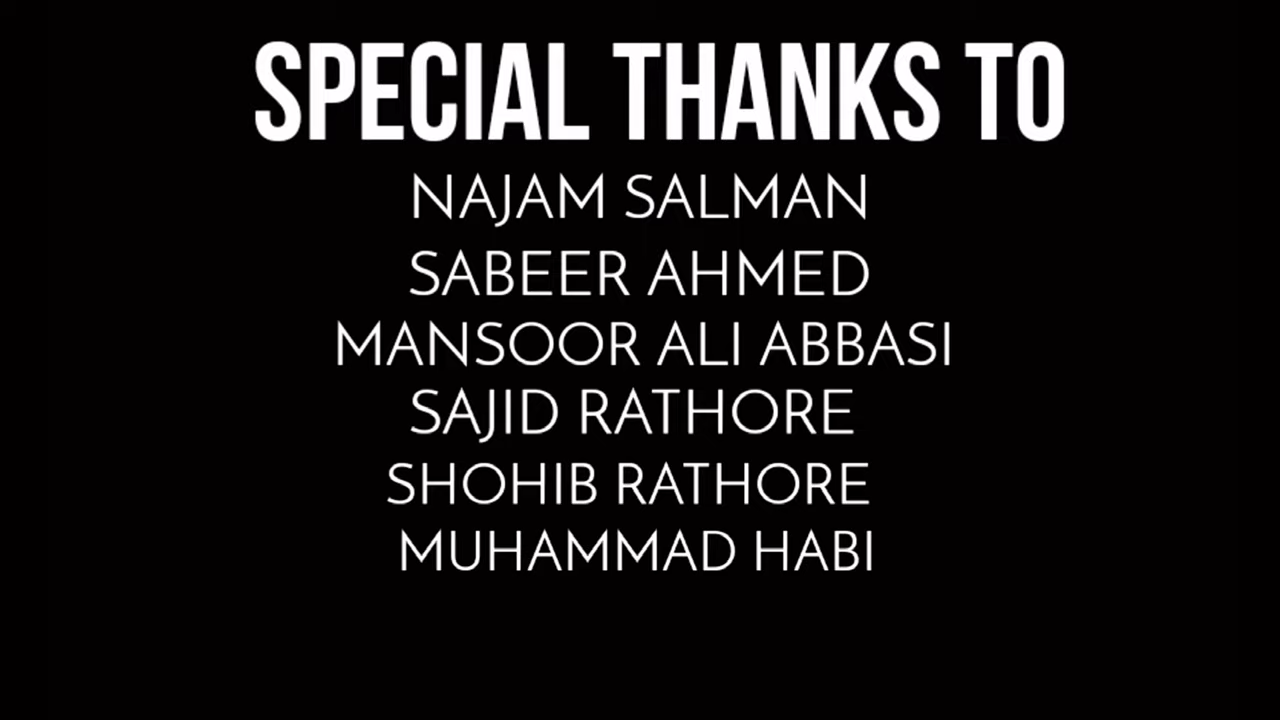 SPECIAL THANKS TO
NAJAM SALMAN
SABEER AHMED
MANSOOR ALI ABBASI
SAJID RATHORE
SHOHIB RATHORE
MUHAMMAD HABI